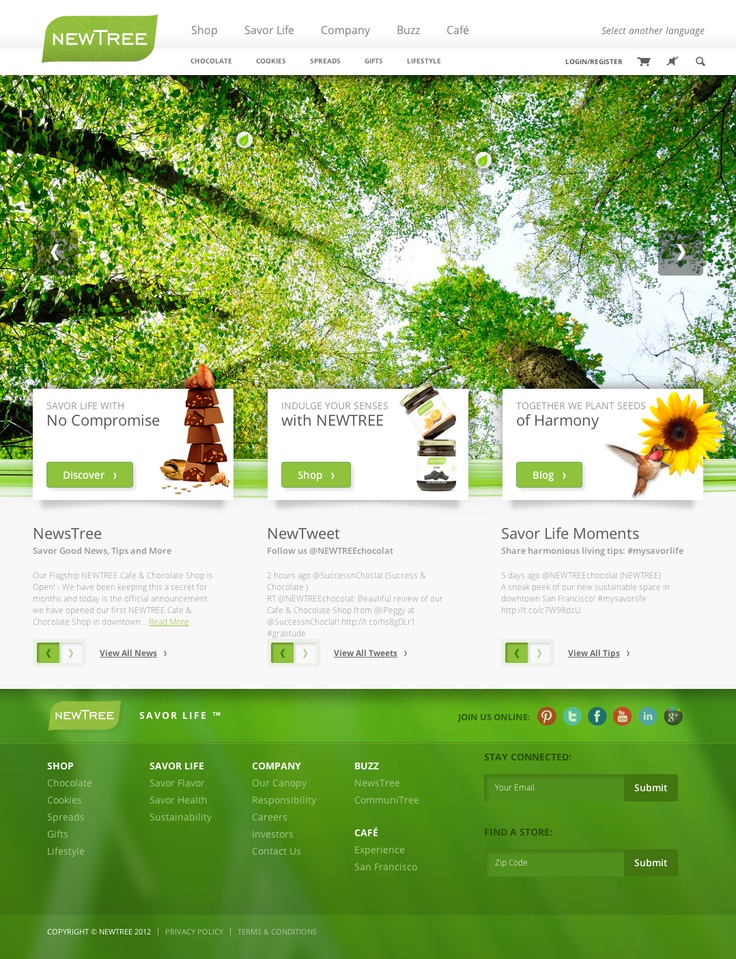 NEWTREE
Shop Savor Life Company Buzz Café
Select another language
CHOCOLATE COOKIES SPREADS GIFTS LIFESTYLE
LOGIN/REGISTER
SAVOR LIFE WITH
No Compromise
Discover
INDULGE YOUR SENSES
with NEWTREE
Shop
TOGETHER WE PLANT SEEDS
of Harmony
Blog
NewsTree
Savor Good News, Tips and More
Our Flagship NEWTREE Cafe & Chocolate Shop is
Open! - We have been keeping this a secret for
months and today is the official announcement:
we have opened our first NEWTREE Cafe &
Chocolate Shop in downtown... Read More
View All News
NewTweet
Follow us @NEWTREEchocolat
2 hours ago @SuccessnChoclat (Success &
Chocolate )
RT @NEWTREEchocolat: Beautiful review of our
Cafe & Chocolate Shop from @iPeggy at
@SuccessnChoclat! http://t.co/hs8gDLr1
#gratitude
View All Tweets
Savor Life Moments
Share harmonious living tips: #mysavorlife
5 days ago @NEWTREEchocolat (NEWTREE)
A sneak peek of our new sustainable space in
downtown San Francisco! #mysavorlife
http://t.co/c7W98dzU
View All Tips
NEWTREE
SAVOR LIFE ™
JOIN US ONLINE:
SHOP
Chocolate
Cookies
Spreads
Gifts
Lifestyle
SAVOR LIFE
Savor Flavor
Savor Health
Sustainability
COMPANY
Our Canopy
Responsibility
Careers
Investors
Contact Us
BUZZ
NewsTree
CommuniTree
CAFÉ
Experience
San Francisco
STAY CONNECTED:
Your Email Submit
FIND A STORE:
Zip Code Submit
COPYRIGHT © NEWTREE 2012 | PRIVACY POLICY | TERMS & CONDITIONS